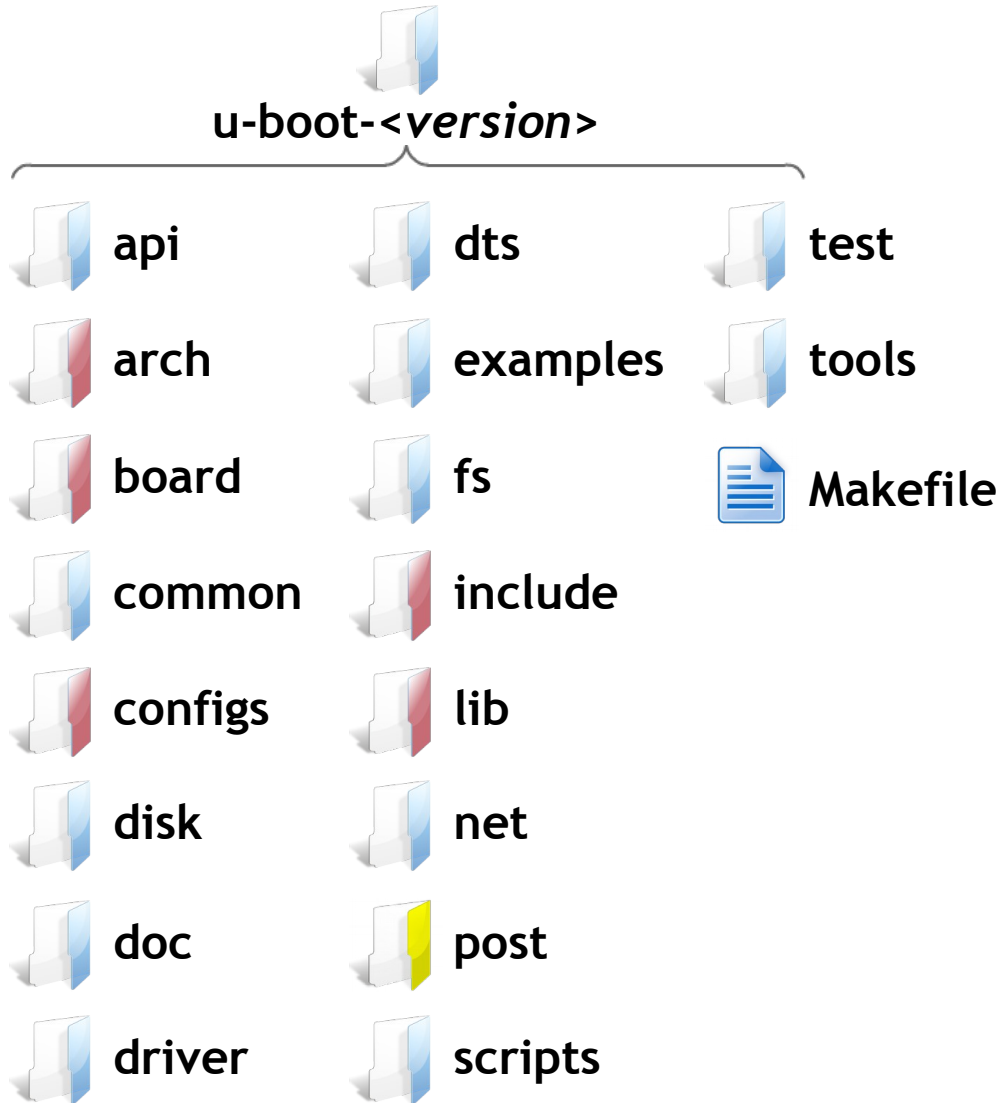 u-boot-<version>
api
arch
board
common
configs
disk
doc
driver
dts
examples
fs
include
lib
net
post
scripts
test
tools
Makefile